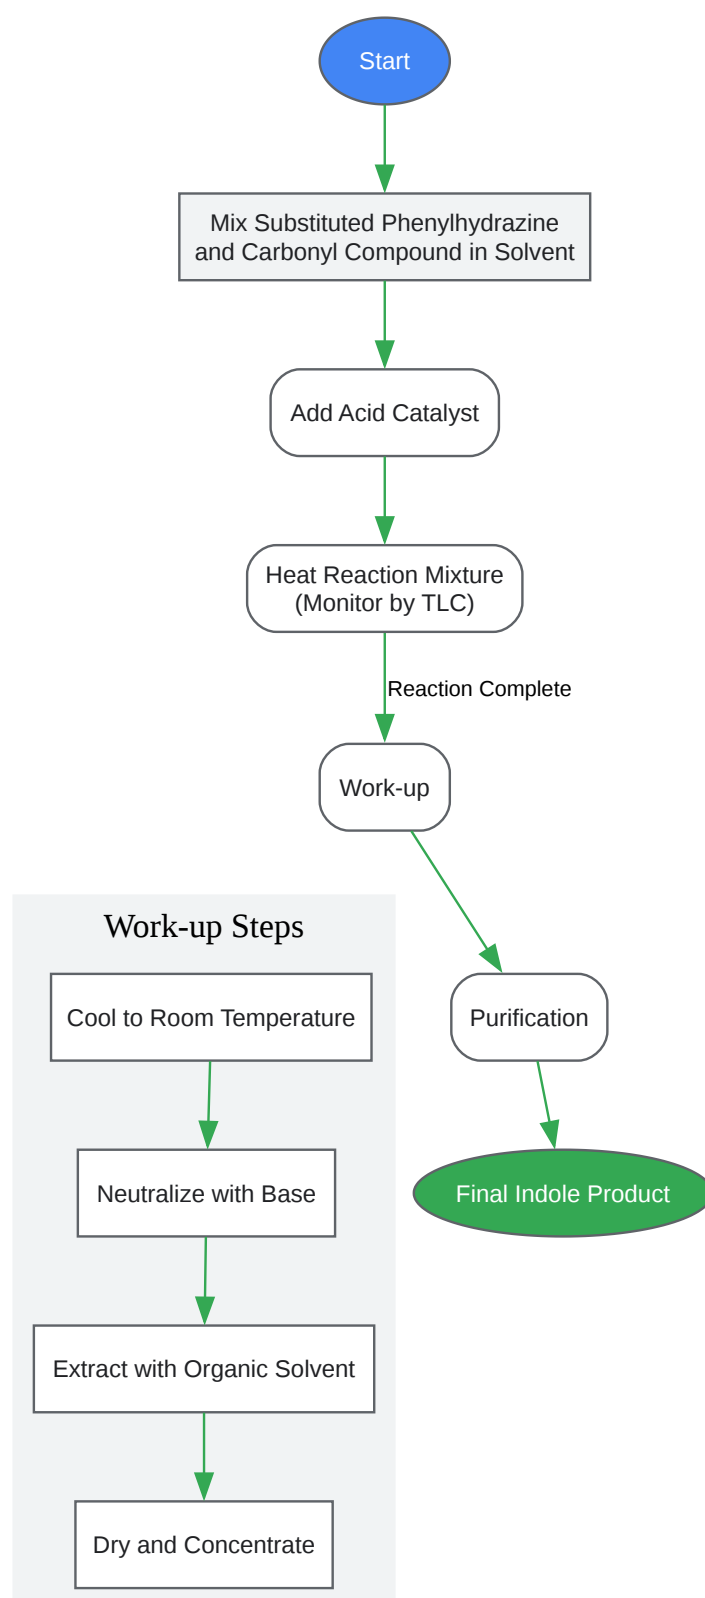 Start
Mix Substituted Phenylhydrazine
and Carbonyl Compound in Solvent
Add Acid Catalyst
Heat Reaction Mixture
(Monitor by TLC)
Reaction Complete
Work-up
Work-up Steps
Cool to Room Temperature
Purification
Neutralize with Base
Final Indole Product
Extract with Organic Solvent
Dry and Concentrate